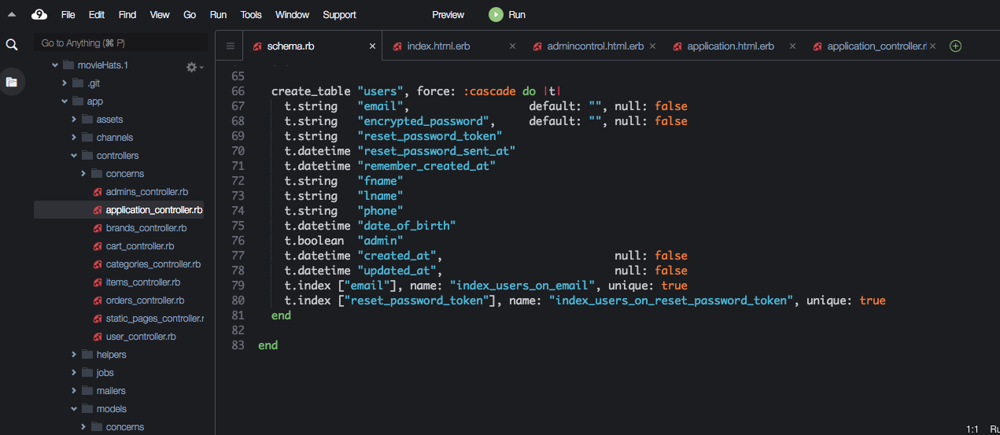 File Edit Find View Go Run Tools Window Support Preview Run
Go to Anything (⌘ P)
movieHats.1
.git
app
assets
channels
controllers
concerns
admins_controller.rb
application_controller.rb
brands_controller.rb
cart_controller.rb
categories_controller.rb
items_controller.rb
orders_controller.rb
static_pages_controller.r
user_controller.rb
helpers
jobs
mailers
models
concerns
schema.rb index.html.erb admincontrol.html.erb application.html.erb application_controller.r
65
66 create_table "users", force: :cascade do |t|
67 t.string "email", default: "", null: false
68 t.string "encrypted_password", default: "", null: false
69 t.string "reset_password_token"
70 t.datetime "reset_password_sent_at"
71 t.datetime "remember_created_at"
72 t.string "fname"
73 t.string "lname"
74 t.string "phone"
75 t.datetime "date_of_birth"
76 t.boolean "admin"
77 t.datetime "created_at", null: false
78 t.datetime "updated_at", null: false
79 t.index ["email"], name: "index_users_on_email", unique: true
80 t.index ["reset_password_token"], name: "index_users_on_reset_password_token", unique: true
81 end
82
83 end
1:1 Ru